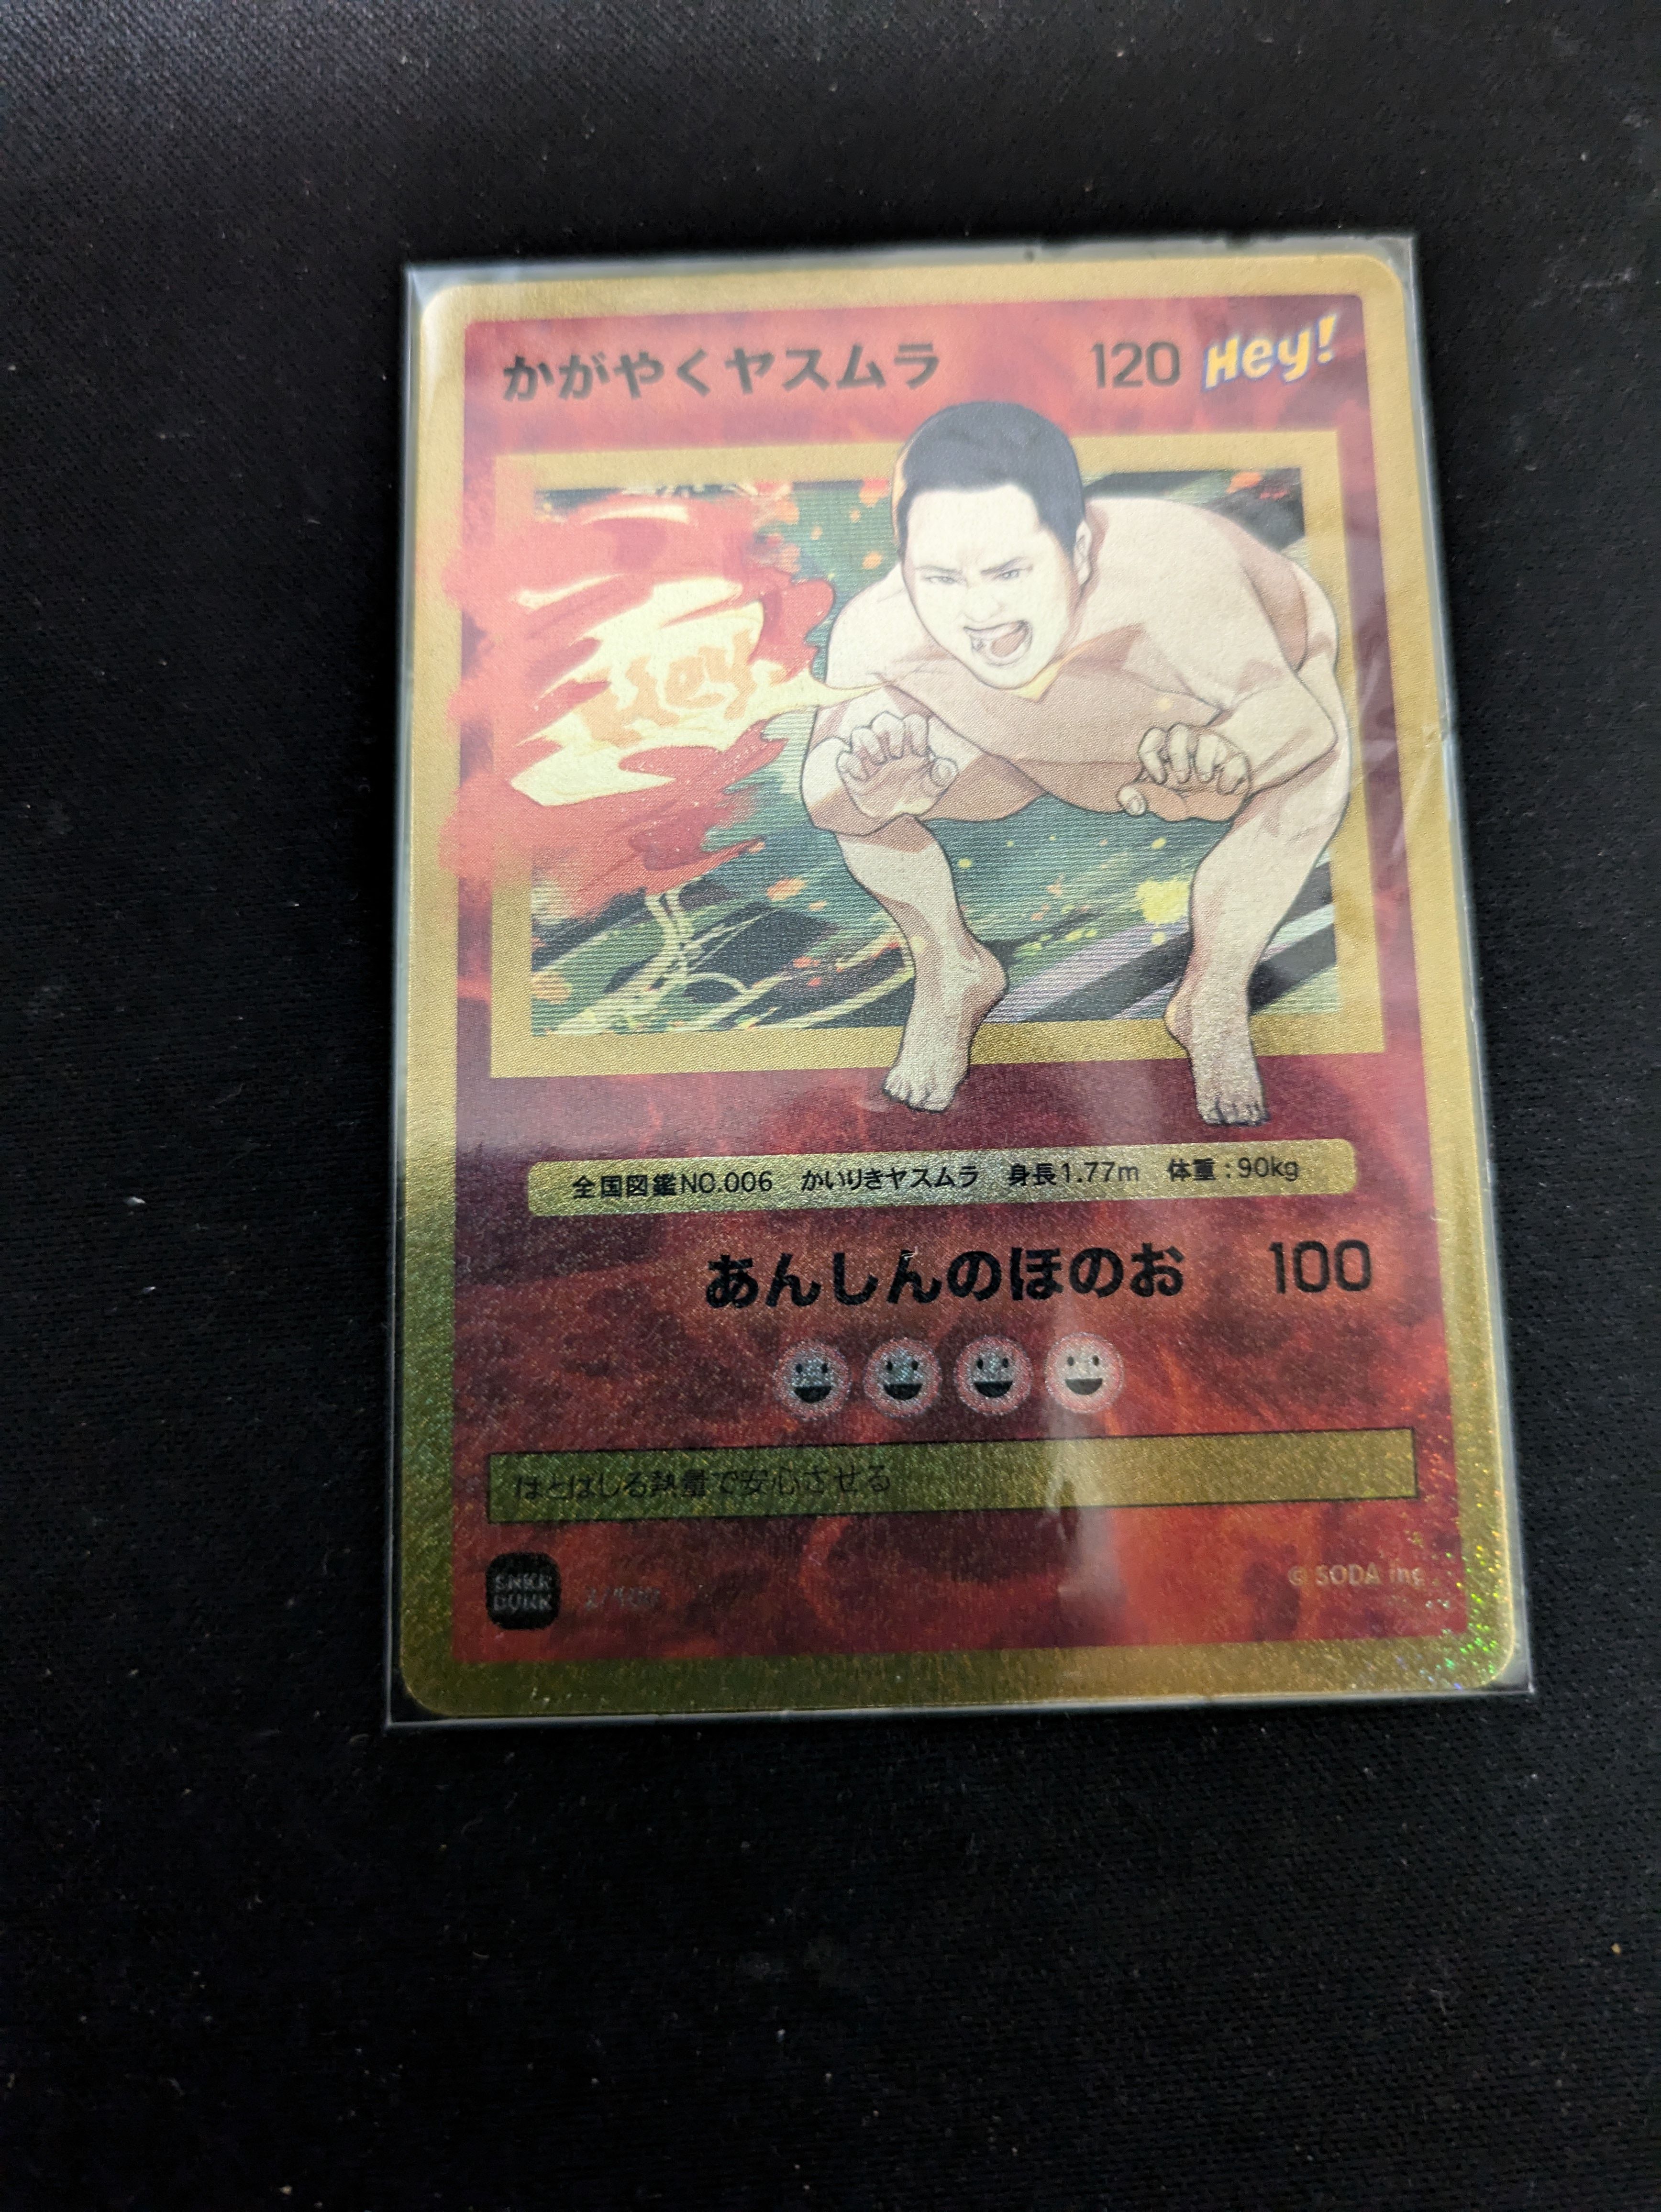 かがやくヤスムラ 120 Hey!
全国図鑑NO.006 かいりきヤスムラ 身長1.77m 体重:90kg
あんしんのほのお 100
ほとばしる熱量で安心させる
SNKR
DUNK
© SODA inc.